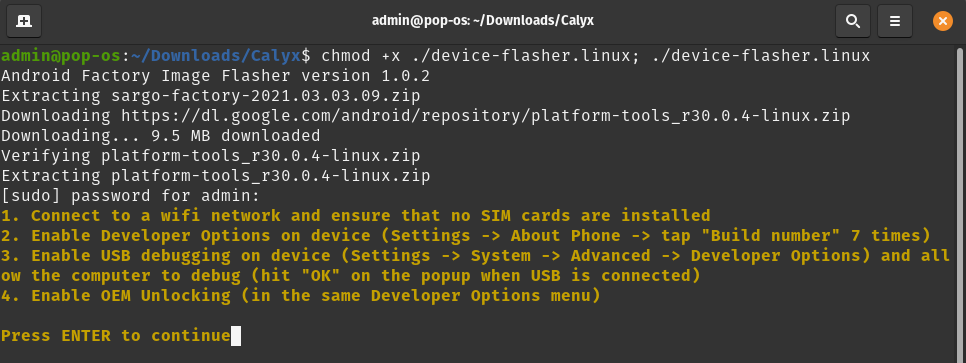 admin@pop-os: ~/Downloads/Calyx
admin@pop-os:~/Downloads/Calyx$ chmod +x ./device-flasher.linux; ./device-flasher.linux
Android Factory Image Flasher version 1.0.2
Extracting sargo-factory-2021.03.03.09.zip
Downloading https://dl.google.com/android/repository/platform-tools_r30.0.4-linux.zip
Downloading... 9.5 MB downloaded
Verifying platform-tools_r30.0.4-linux.zip
Extracting platform-tools_r30.0.4-linux.zip
[sudo] password for admin:
1. Connect to a wifi network and ensure that no SIM cards are installed
2. Enable Developer Options on device (Settings -> About Phone -> tap "Build number" 7 times)
3. Enable USB debugging on device (Settings -> System -> Advanced -> Developer Options) and all
ow the computer to debug (hit "OK" on the popup when USB is connected)
4. Enable OEM Unlocking (in the same Developer Options menu)
Press ENTER to continue